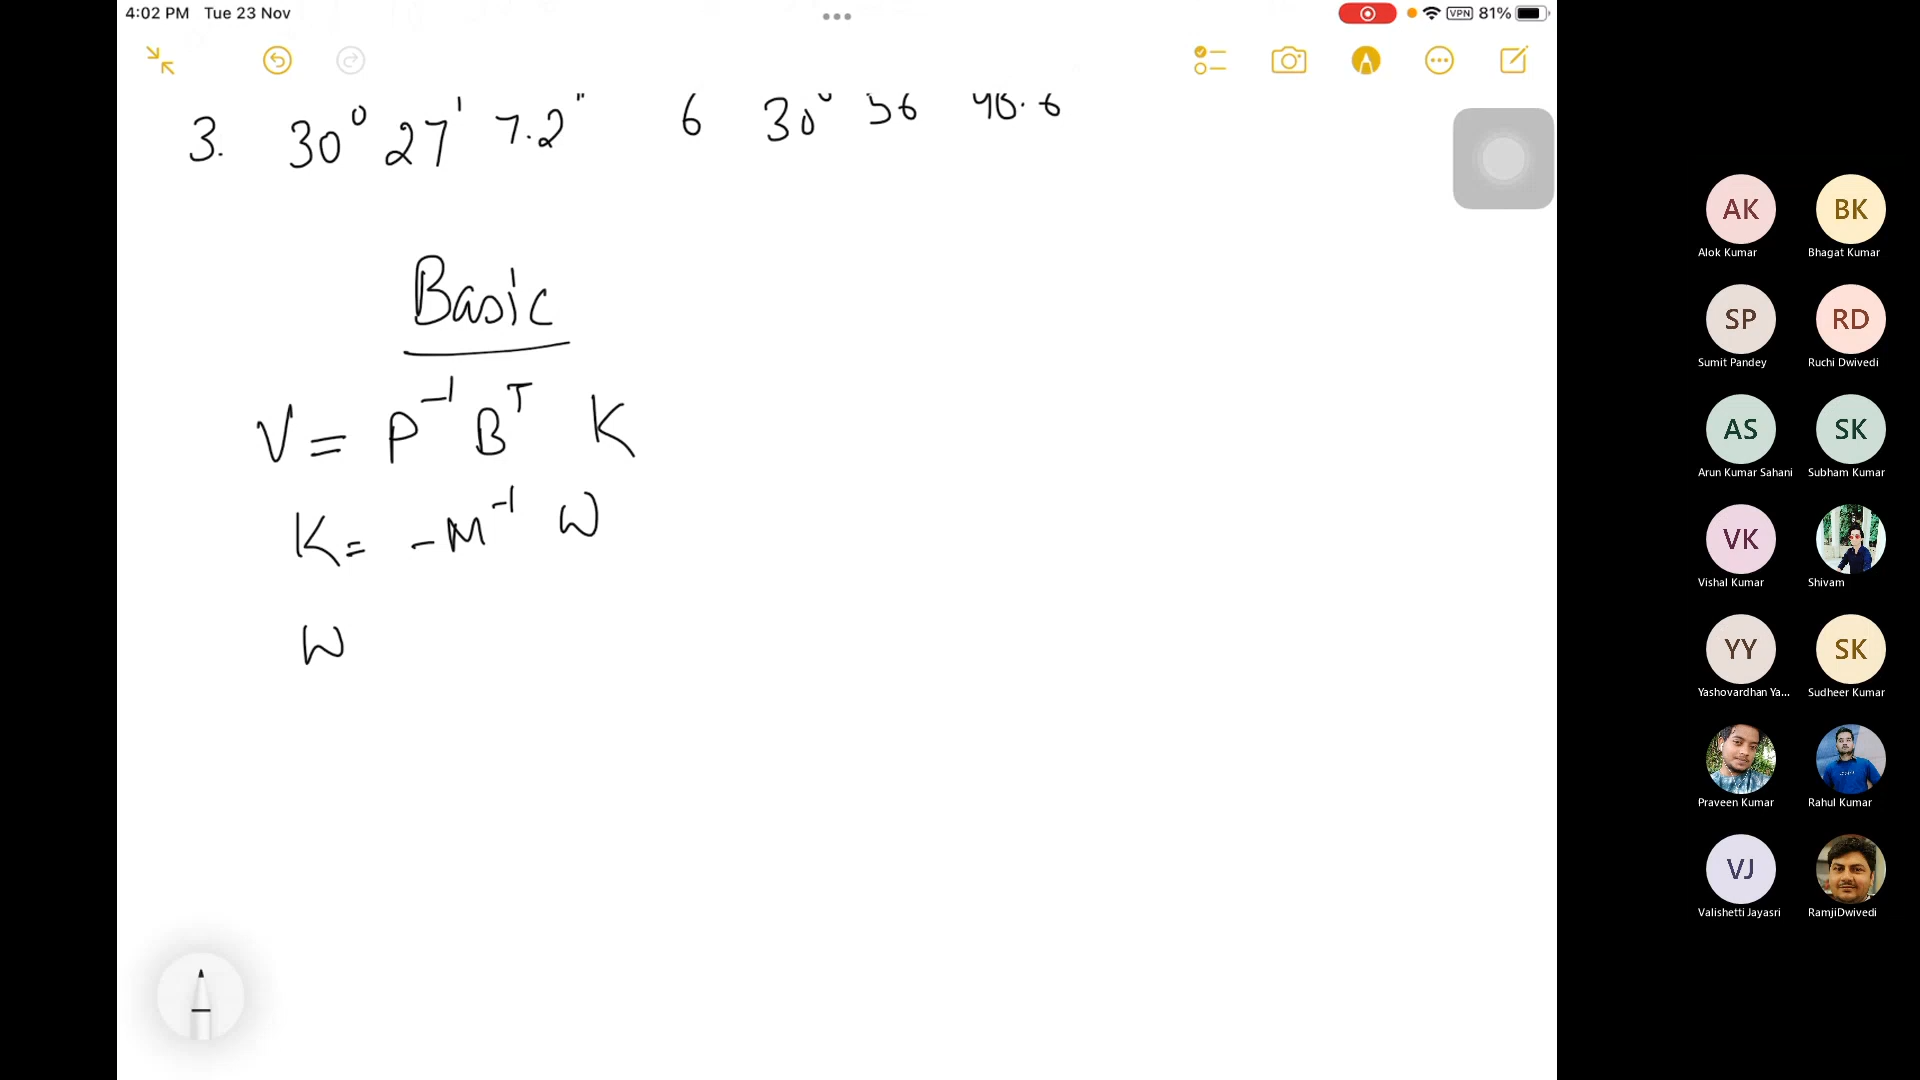 4:02 PM Tue 23 Nov
VPN 81%
3. 30° 27' 7.2" 6 30° 56 48.6
Basic
V = P⁻¹ Bᵀ K
K = -M⁻¹ W
W
AK BK
Alok Kumar Bhagat Kumar
SP RD
Sumit Pandey Ruchi Dwivedi
AS SK
Arun Kumar Sahani Subham Kumar
VK
Vishal Kumar Shivam
YY SK
Yashovardhan Ya... Sudheer Kumar
Praveen Kumar Rahul Kumar
VJ
Valishetti Jayasri RamjiDwivedi